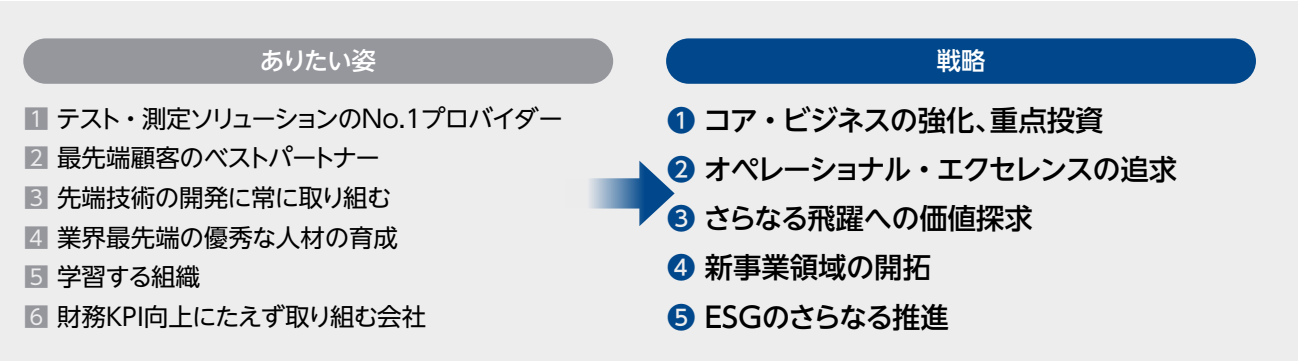 ありたい姿
1 テスト・測定ソリューションのNo.1プロバイダー
2 最先端顧客のベストパートナー
3 先端技術の開発に常に取り組む
4 業界最先端の優秀な人材の育成
5 学習する組織
6 財務KPI向上にたえず取り組む会社
戦略
❶ コア・ビジネスの強化、重点投資
❷ オペレーショナル・エクセレンスの追求
❸ さらなる飛躍への価値探求
❹ 新事業領域の開拓
❺ ESGのさらなる推進